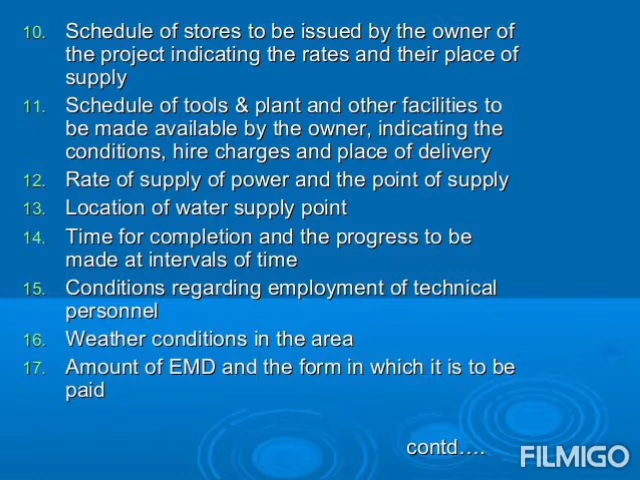 10. Schedule of stores to be issued by the owner of
the project indicating the rates and their place of
supply
11. Schedule of tools & plant and other facilities to
be made available by the owner, indicating the
conditions, hire charges and place of delivery
12. Rate of supply of power and the point of supply
13. Location of water supply point
14. Time for completion and the progress to be
made at intervals of time
15. Conditions regarding employment of technical
personnel
16. Weather conditions in the area
17. Amount of EMD and the form in which it is to be
paid
contd….
FILMIGO